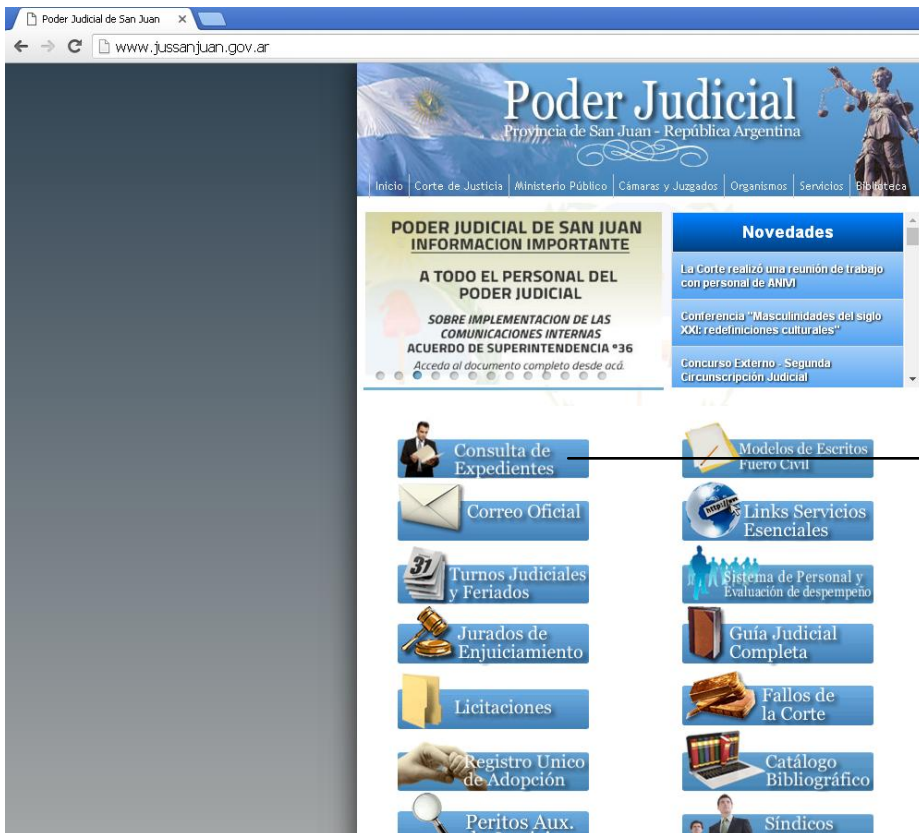 Poder Judicial de San Juan
www.jussanjuan.gov.ar
Poder Judicial
Provincia de San Juan - República Argentina
Inicio Corte de Justicia Ministerio Público Cámaras y Juzgados Organismos Servicios Biblioteca
PODER JUDICIAL DE SAN JUAN
INFORMACION IMPORTANTE
A TODO EL PERSONAL DEL
PODER JUDICIAL
SOBRE IMPLEMENTACION DE LAS
COMUNICACIONES INTERNAS
ACUERDO DE SUPERINTENDENCIA °36
Acceda al documento completo desde acá.
Novedades
La Corte realizó una reunión de trabajo
con personal de ANIVI
Conferencia "Masculinidades del siglo
XXI: redefiniciones culturales"
Concurso Externo - Segunda
Circunscripción Judicial
Consulta de
Expedientes
Modelos de Escritos
Fuero Civil
Correo Oficial
http://
Links Servicios
Esenciales
31
Turnos Judiciales
y Feriados
Sistema de Personal y
Evaluación de despempeño
Jurados de
Enjuiciamiento
Guía Judicial
Completa
Licitaciones
Fallos de
la Corte
Registro Unico
de Adopción
Catálogo
Bibliográfico
Peritos Aux.
Síndicos